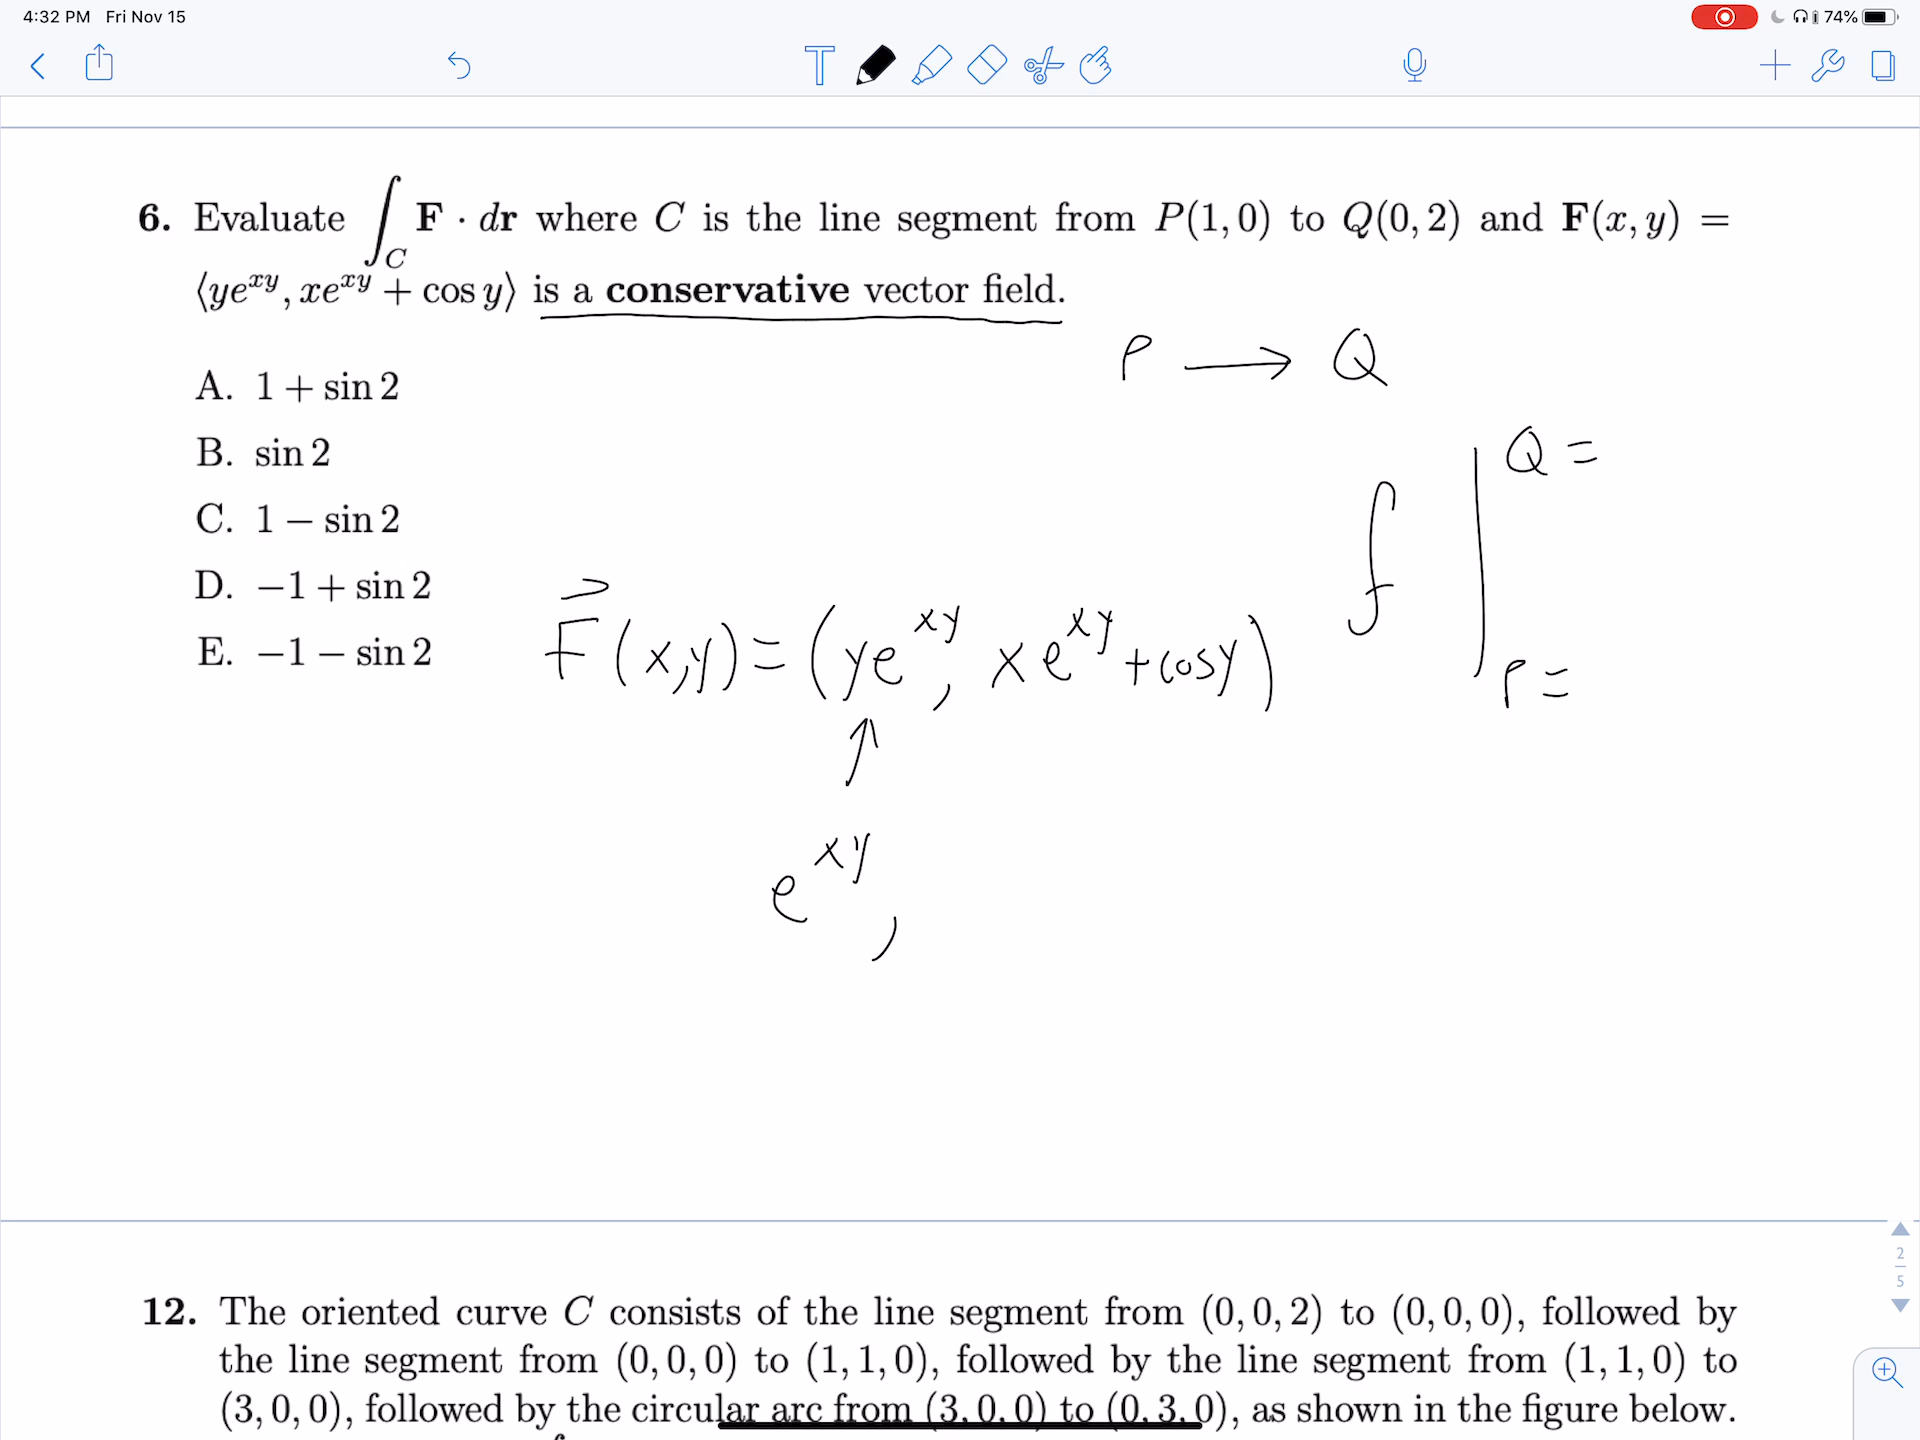 4:32 PM Fri Nov 15
74%
T
6. Evaluate ∫_C F · dr where C is the line segment from P(1, 0) to Q(0, 2) and F(x, y) =
⟨ye^{xy}, xe^{xy} + cos y⟩ is a conservative vector field.
P → Q
A. 1 + sin 2
B. sin 2
C. 1 − sin 2
D. −1 + sin 2
E. −1 − sin 2
f |
Q =
P =
F(x,y) = (ye^{xy}, xe^{xy} + cosy)
↑
e^{xy},
2
5
12. The oriented curve C consists of the line segment from (0, 0, 2) to (0, 0, 0), followed by
the line segment from (0, 0, 0) to (1, 1, 0), followed by the line segment from (1, 1, 0) to
(3, 0, 0), followed by the circular arc from (3, 0, 0) to (0, 3, 0), as shown in the figure below.